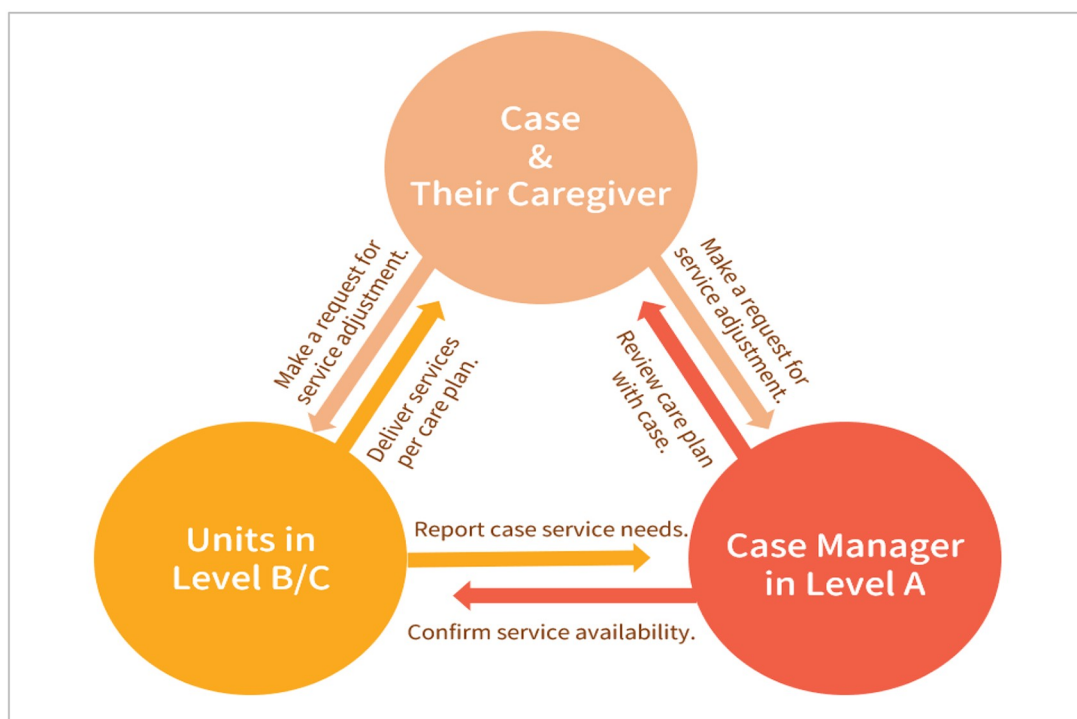 Case
&
Their Caregiver
Make a request for
service adjustment.
Deliver services
per care plan.
Make a request for
service adjustment.
Review care plan
with case.
Units in
Level B/C
Report case service needs.
Confirm service availability.
Case Manager
in Level A